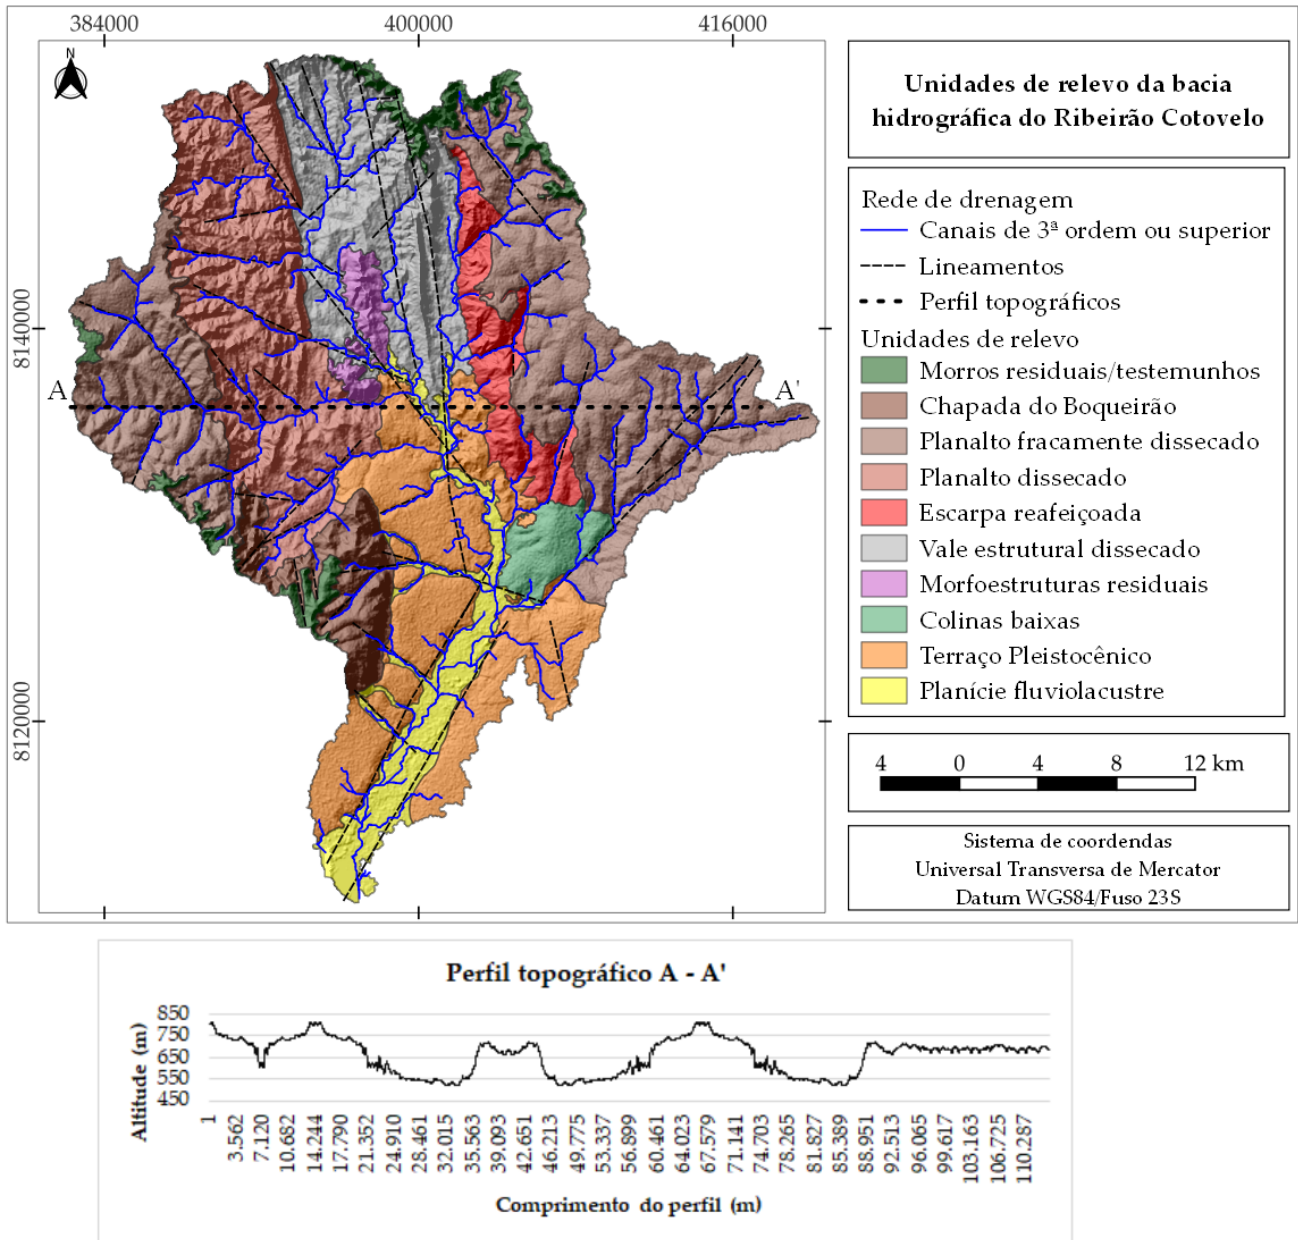 384000 400000 416000
N
8140000
8120000
A A'
Unidades de relevo da bacia
hidrográfica do Ribeirão Cotovelo
Rede de drenagem
Canais de 3ª ordem ou superior
Lineamentos
Perfil topográficos
Unidades de relevo
Morros residuais/testemunhos
Chapada do Boqueirão
Planalto fracamente dissecado
Planalto dissecado
Escarpa reafeiçoada
Vale estrutural dissecado
Morfoestruturas residuais
Colinas baixas
Terraço Pleistocênico
Planície fluviolacustre
4 0 4 8 12 km
Sistema de coordendas
Universal Transversa de Mercator
Datum WGS84/Fuso 23S
Perfil topográfico A - A'
Altitude (m)
850
750
650
550
450
1 3.562 7.120 10.682 14.244 17.790 21.352 24.910 28.461 32.015 35.563 39.093 42.651 46.213 49.775 53.337 56.899 60.461 64.023 67.579 71.141 74.703 78.265 81.827 85.389 88.951 92.513 96.065 99.617 103.163 106.725 110.287
Comprimento do perfil (m)